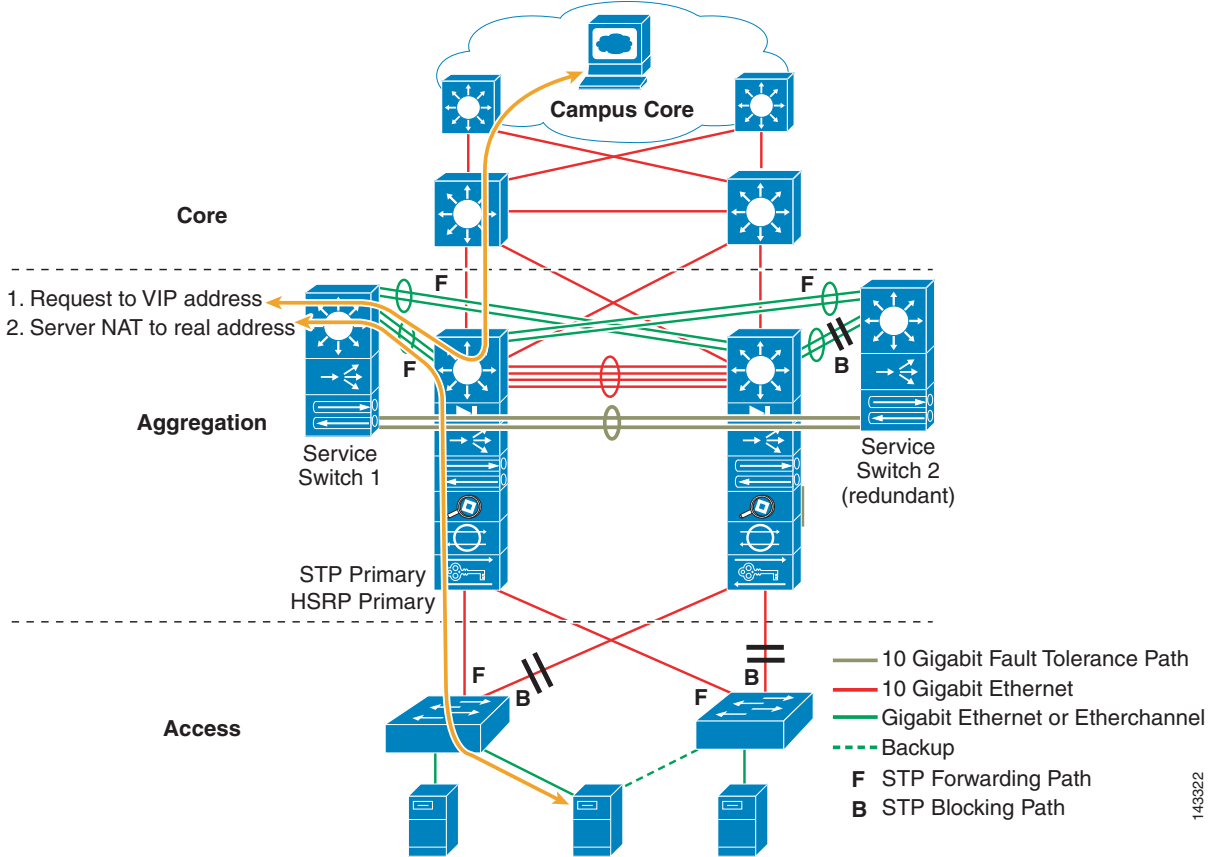 Campus Core
Core
F
F
1. Request to VIP address
2. Server NAT to real address
F
B
Aggregation
Service
Switch 1
Service
Switch 2
(redundant)
STP Primary
HSRP Primary
F
B
F
B
Access
10 Gigabit Fault Tolerance Path
10 Gigabit Ethernet
Gigabit Ethernet or Etherchannel
Backup
F STP Forwarding Path
B STP Blocking Path
143322